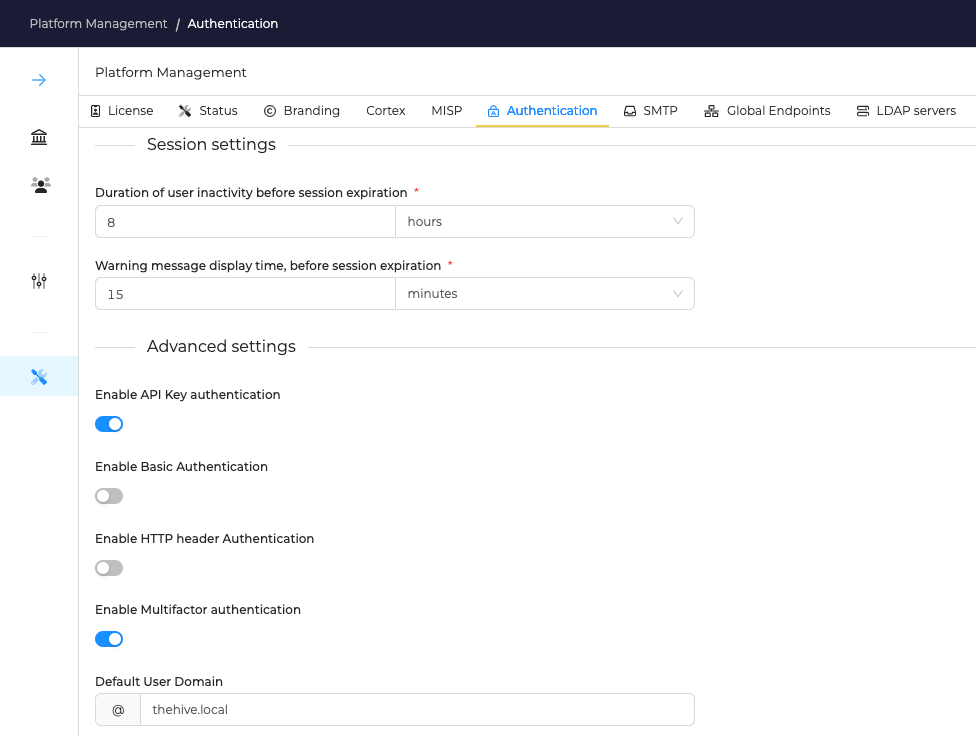 Platform Management / Authentication
Platform Management
License Status Branding Cortex MISP Authentication SMTP Global Endpoints LDAP servers
Session settings
Duration of user inactivity before session expiration *
8 hours
Warning message display time, before session expiration *
15 minutes
Advanced settings
Enable API Key authentication
Enable Basic Authentication
Enable HTTP header Authentication
Enable Multifactor authentication
Default User Domain
@ thehive.local